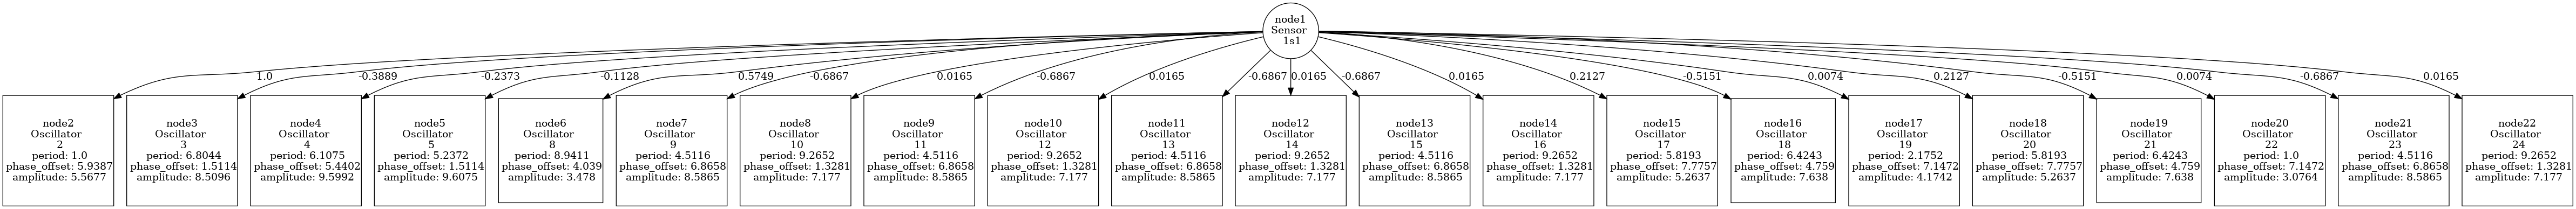 node1
Sensor
1s1
1.0
-0.3889
-0.2373
-0.1128
0.5749
-0.6867
0.0165
-0.6867
0.0165
-0.6867
0.0165
-0.6867
0.0165
0.2127
-0.5151
0.0074
0.2127
-0.5151
0.0074
-0.6867
0.0165
node2
Oscillator
2
period: 1.0
phase_offset: 5.9387
amplitude: 5.5677
node3
Oscillator
3
period: 6.8044
phase_offset: 1.5114
amplitude: 8.5096
node4
Oscillator
4
period: 6.1075
phase_offset: 5.4402
amplitude: 9.5992
node5
Oscillator
5
period: 5.2372
phase_offset: 1.5114
amplitude: 9.6075
node6
Oscillator
8
period: 8.9411
phase_offset: 4.039
amplitude: 3.478
node7
Oscillator
9
period: 4.5116
phase_offset: 6.8658
amplitude: 8.5865
node8
Oscillator
10
period: 9.2652
phase_offset: 1.3281
amplitude: 7.177
node9
Oscillator
11
period: 4.5116
phase_offset: 6.8658
amplitude: 8.5865
node10
Oscillator
12
period: 9.2652
phase_offset: 1.3281
amplitude: 7.177
node11
Oscillator
13
period: 4.5116
phase_offset: 6.8658
amplitude: 8.5865
node12
Oscillator
14
period: 9.2652
phase_offset: 1.3281
amplitude: 7.177
node13
Oscillator
15
period: 4.5116
phase_offset: 6.8658
amplitude: 8.5865
node14
Oscillator
16
period: 9.2652
phase_offset: 1.3281
amplitude: 7.177
node15
Oscillator
17
period: 5.8193
phase_offset: 7.7757
amplitude: 5.2637
node16
Oscillator
18
period: 6.4243
phase_offset: 4.759
amplitude: 7.638
node17
Oscillator
19
period: 2.1752
phase_offset: 7.1472
amplitude: 4.1742
node18
Oscillator
20
period: 5.8193
phase_offset: 7.7757
amplitude: 5.2637
node19
Oscillator
21
period: 6.4243
phase_offset: 4.759
amplitude: 7.638
node20
Oscillator
22
period: 1.0
phase_offset: 7.1472
amplitude: 3.0764
node21
Oscillator
23
period: 4.5116
phase_offset: 6.8658
amplitude: 8.5865
node22
Oscillator
24
period: 9.2652
phase_offset: 1.3281
amplitude: 7.177